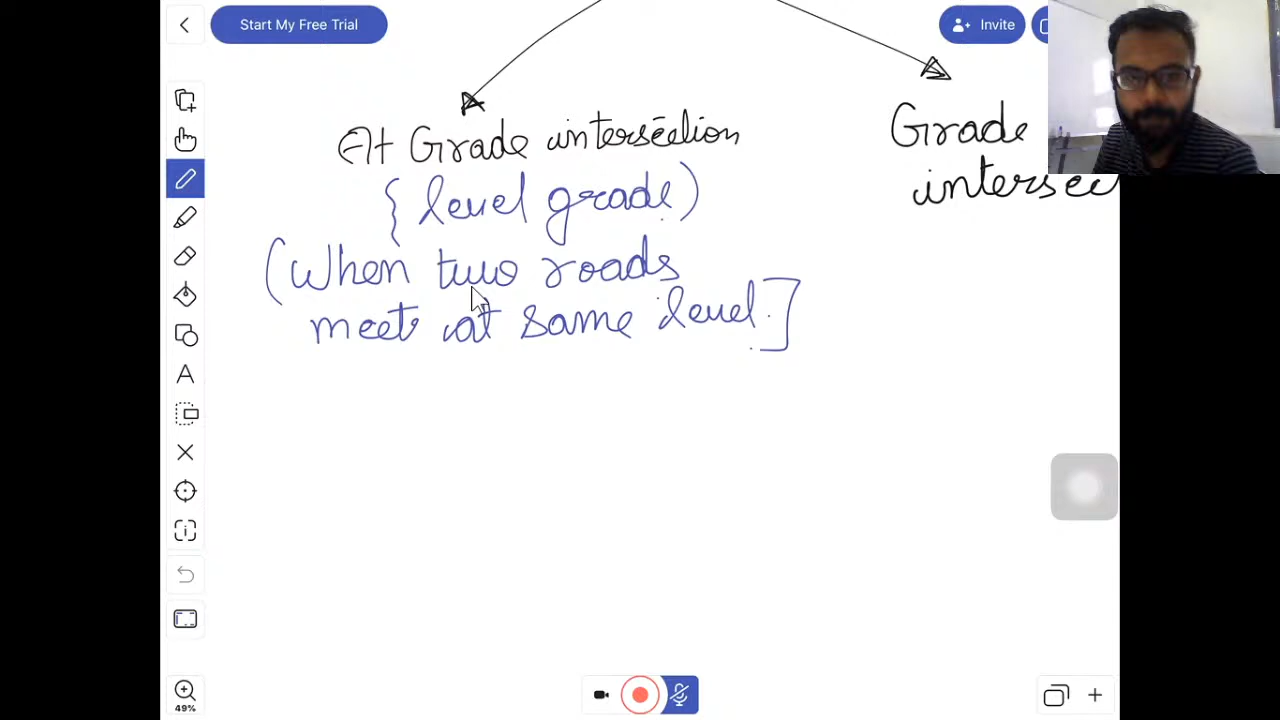 Start My Free Trial
Invite
At Grade intersection
{ level grade)
(When two roads
meet at same level.]
Grade
intersec
A
49%